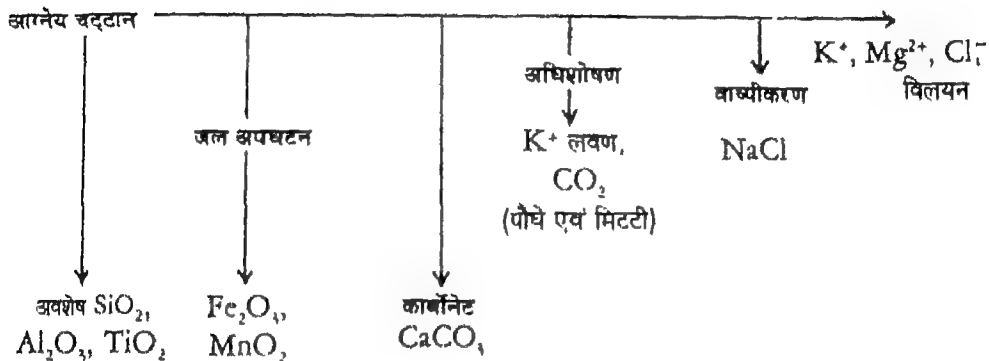 आग्नेय चट्टान
K⁺, Mg²⁺, Cl⁻
विलयन
अधिशोषण
वाष्पीकरण
जल अपघटन
K⁺ लवण,
CO₂
(पौधे एवं मिटटी)
NaCl
अवशेष SiO₂,
Al₂O₃, TiO₂
Fe₂O₃,
MnO₂
कार्बोनेट
CaCO₃